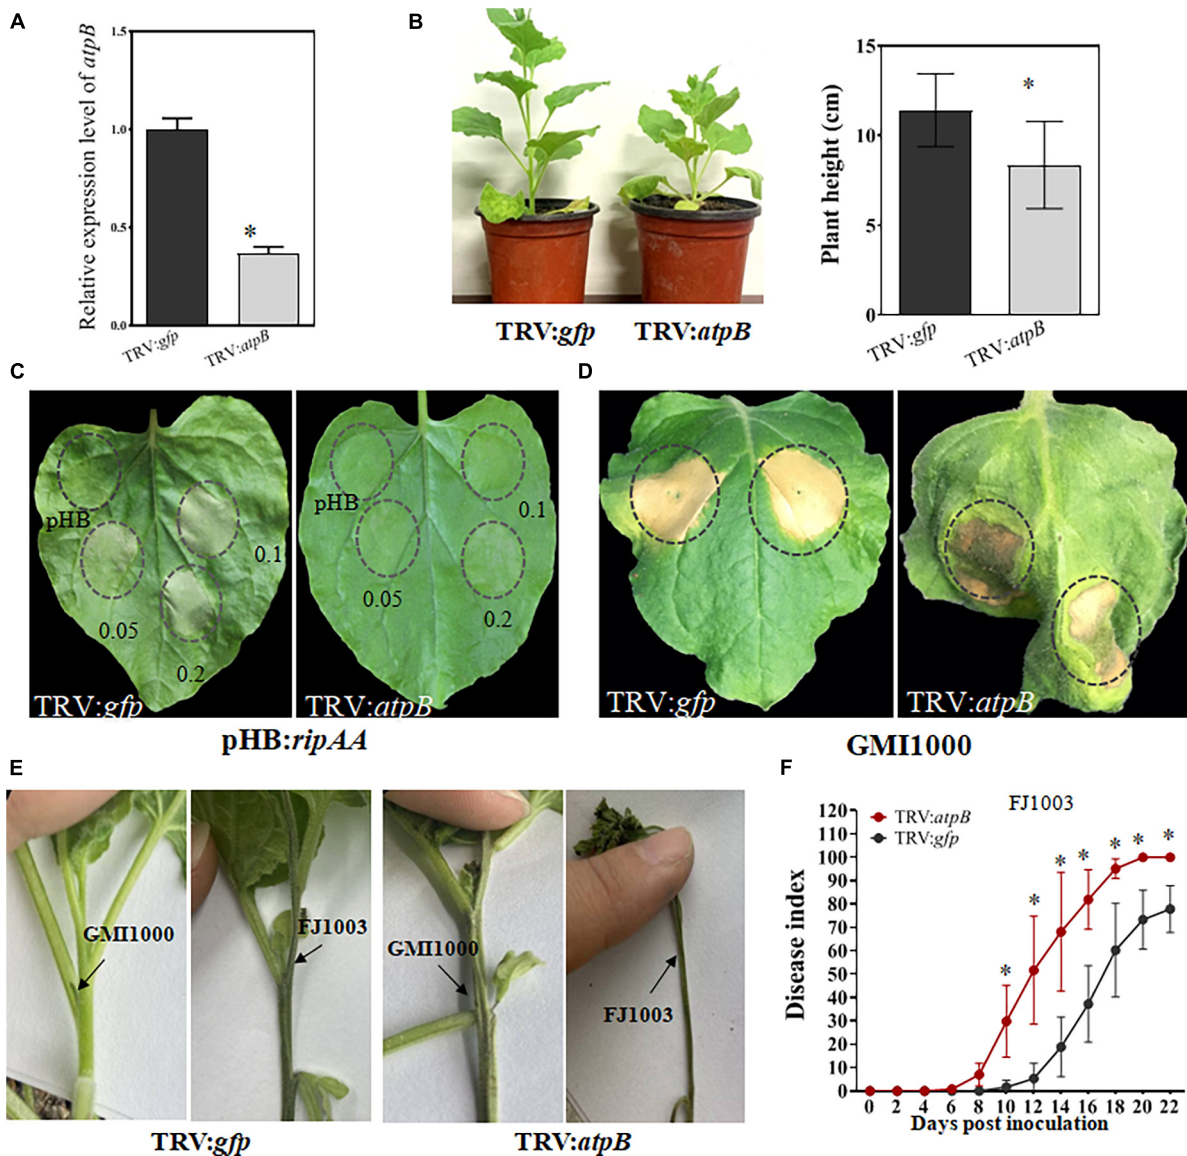 A
Relative expression level of atpB
1.5
1.0
0.5
0.0
TRV:gfp
TRV:atpB
*
B
TRV:gfp
TRV:atpB
Plant height (cm)
15
10
5
0
*
TRV:gfp
TRV:atpB
C
pHB
0.05
0.1
0.2
TRV:gfp
pHB
0.05
0.1
0.2
TRV:atpB
pHB:ripAA
D
TRV:gfp
TRV:atpB
GMI1000
E
GMI1000
FJ1003
GMI1000
FJ1003
TRV:gfp
TRV:atpB
F
FJ1003
TRV:atpB
TRV:gfp
Disease index
120
110
100
90
80
70
60
50
40
30
20
10
0
* * * * * * *
0 2 4 6 8 10 12 14 16 18 20 22
Days post inoculation